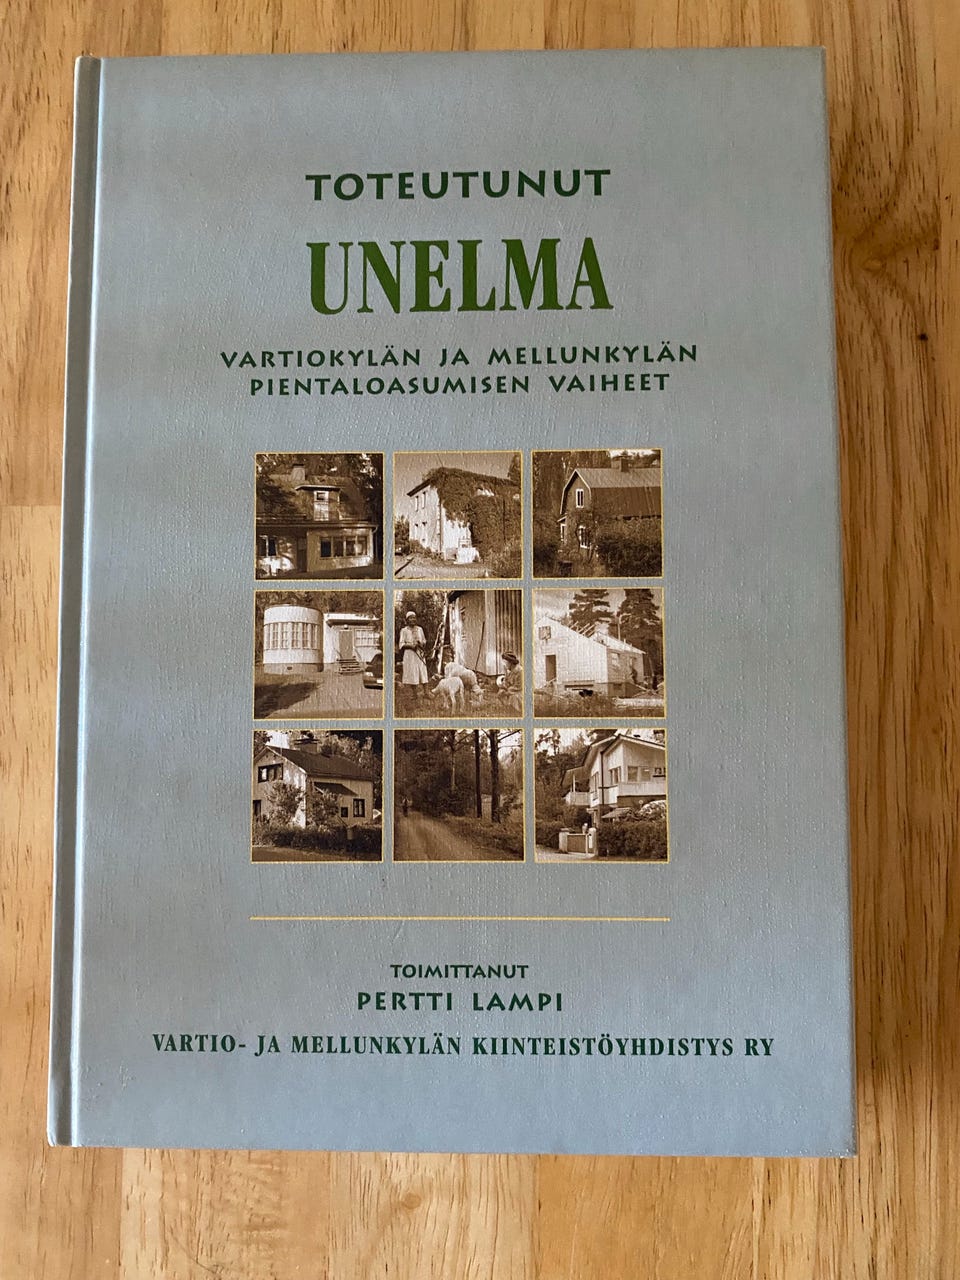 TOTEUTUNUT
UNELMA
VARTIOKYLÄN JA MELLUNKYLÄN
PIENTALOASUMISEN VAIHEET
TOIMITTANUT
PERTTI LAMPI
VARTIO- JA MELLUNKYLÄN KIINTEISTÖYHDISTYS RY